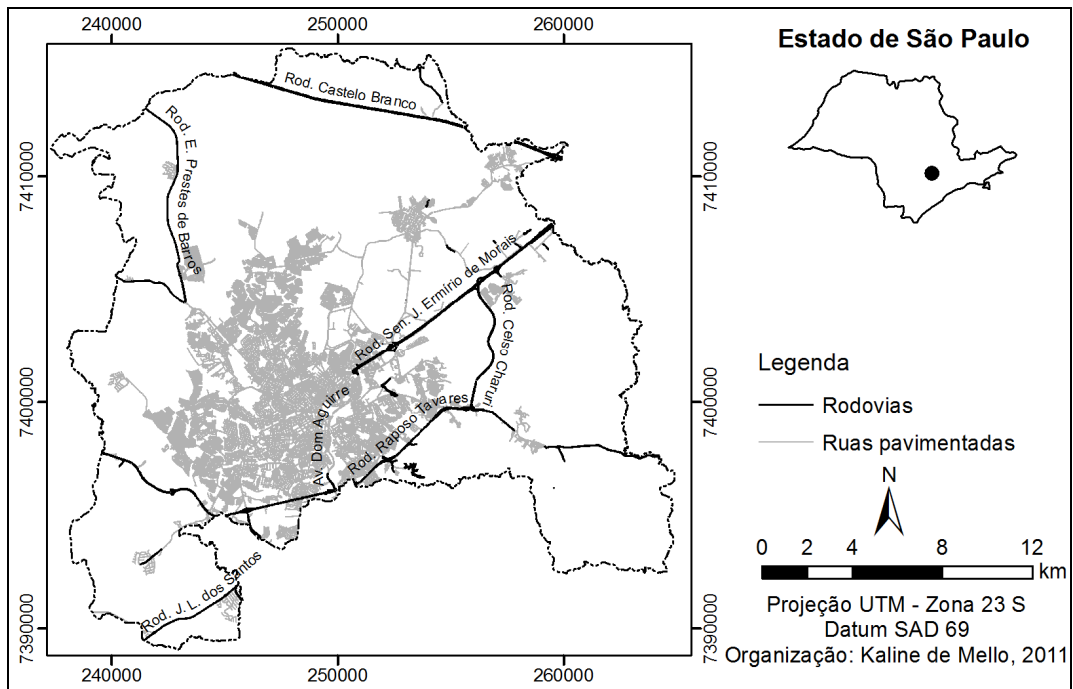 240000
250000
260000
Estado de São Paulo
Rod. Castelo Branco
Rod. E. Prestes de Barros
7410000
7410000
Rod. Sen. J. Ermírio de Morais
Rod. Celso Charuri
Legenda
Rodovias
Ruas pavimentadas
7400000
7400000
Av. Dom Aguirre
Rod. Raposo Tavares
N
0 2 4 8 12
km
Rod. J. L. dos Santos
Projeção UTM - Zona 23 S
Datum SAD 69
Organização: Kaline de Mello, 2011
7390000
7390000
240000
250000
260000